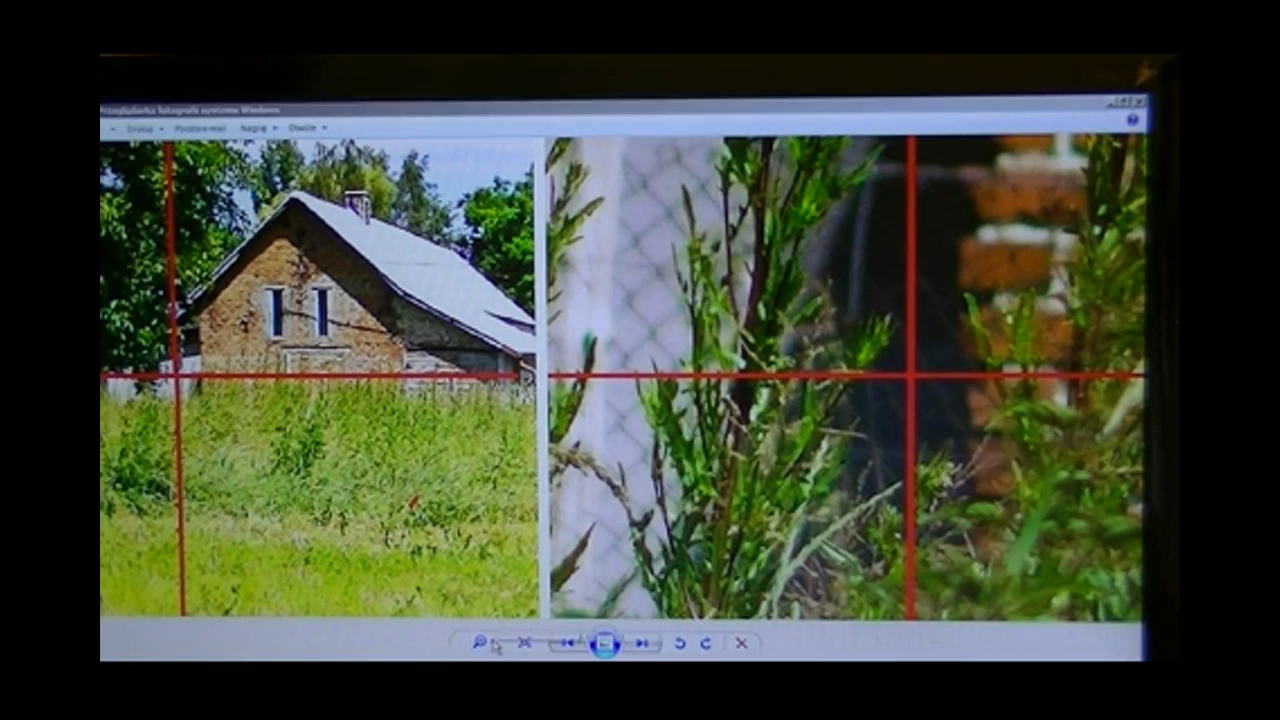 Przeglądarka fotografii systemu Windows
Drukuj Poczta e-mail Nagraj Otwórz